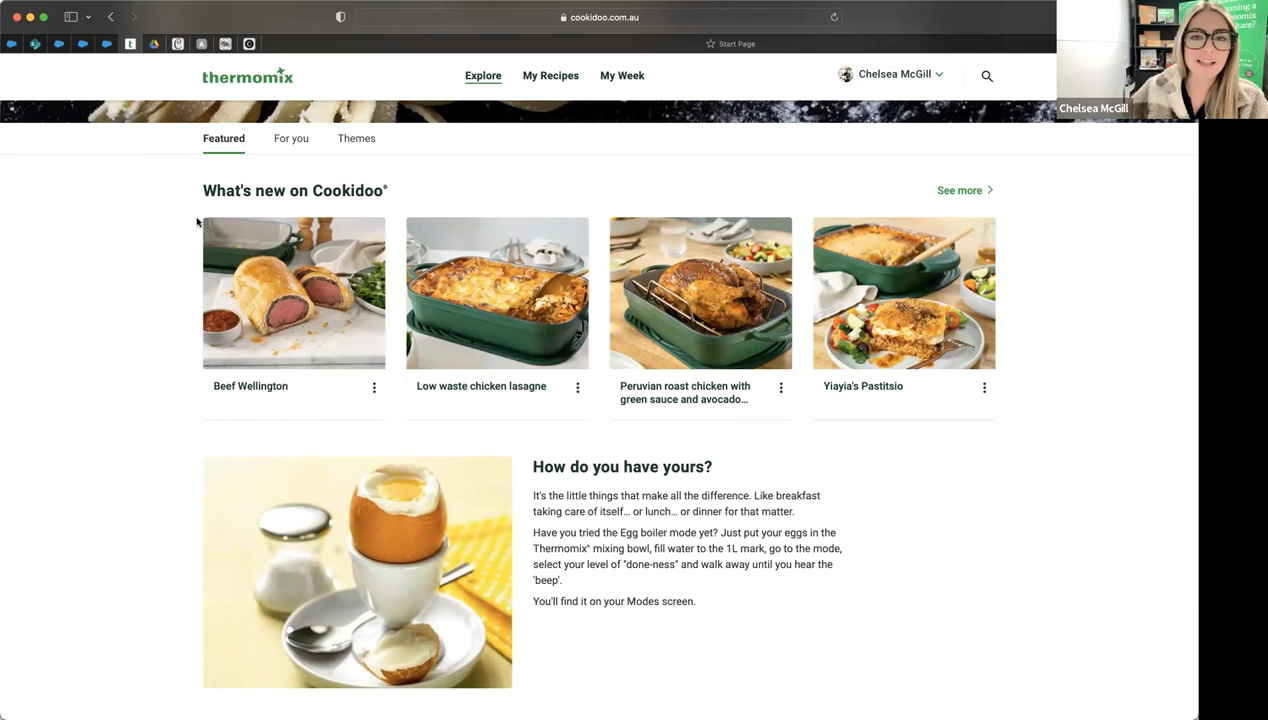 cookidoo.com.au
Start Page
thermomix
Explore
My Recipes
My Week
Chelsea McGill
Chelsea McGill
Featured
For you
Themes
What's new on Cookidoo®
See more
Beef Wellington
Low waste chicken lasagne
Peruvian roast chicken with
green sauce and avocado...
Yiayia's Pastitsio
How do you have yours?
It's the little things that make all the difference. Like breakfast
taking care of itself... or lunch... or dinner for that matter.
Have you tried the Egg boiler mode yet? Just put your eggs in the
Thermomix® mixing bowl, fill water to the 1L mark, go to the mode,
select your level of "done-ness" and walk away until you hear the
'beep'.
You'll find it on your Modes screen.